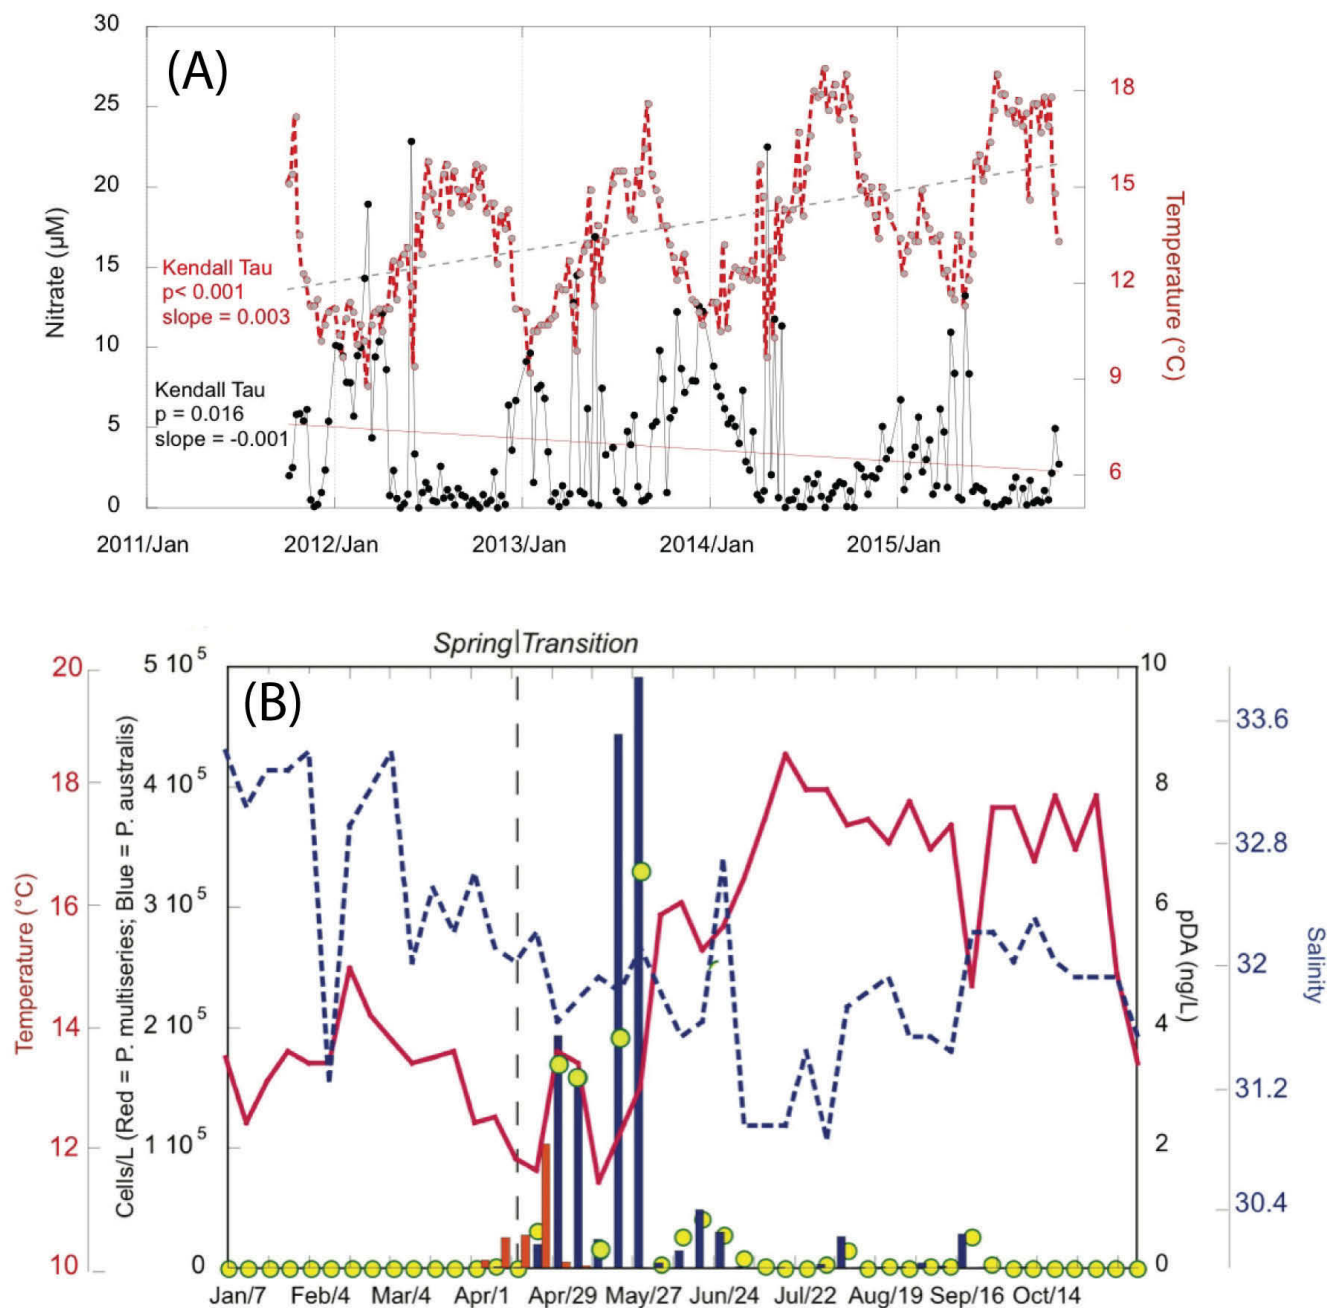 (A)
30
25
20
15
10
5
0
Nitrate (µM)
Kendall Tau
p< 0.001
slope = 0.003
Kendall Tau
p = 0.016
slope = -0.001
18
15
12
9
6
Temperature (°C)
2011/Jan 2012/Jan 2013/Jan 2014/Jan 2015/Jan
Spring Transition
(B)
20
18
16
14
12
10
Temperature (°C)
5 10⁵
4 10⁵
3 10⁵
2 10⁵
1 10⁵
0
Cells/L (Red = P. multiseries; Blue = P. australis)
10
8
6
4
2
0
pDA (ng/L)
33.6
32.8
32
31.2
30.4
Salinity
Jan/7 Feb/4 Mar/4 Apr/1 Apr/29 May/27 Jun/24 Jul/22 Aug/19 Sep/16 Oct/14